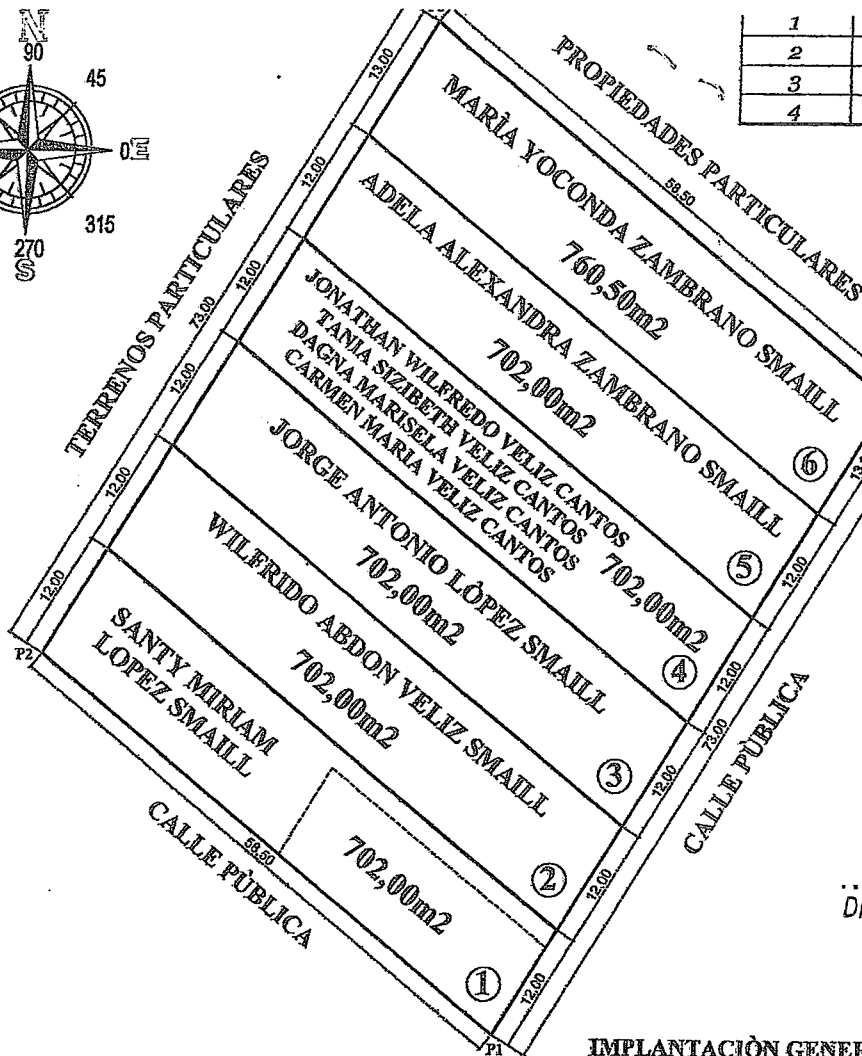 N
90
45
0 E
315
270
S
1
2
3
4
PROPIEDADES PARTICULARES
58.50
TERRENOS PARTICULARES
73.00
13.00
12.00
12.00
12.00
12.00
12.00
MARÌA YOCONDA ZAMBRANO SMAILL
760,50m2
6
ADELA ALEXANDRA ZAMBRANO SMAILL
702,00m2
5
JONATHAN WILFREDO VELIZ CANTOS
TANIA SIZIBETH VELIZ CANTOS
DAGNA MARISELA VELIZ CANTOS
CARMEN MARIA VELIZ CANTOS
702,00m2
4
JORGE ANTONIO LÒPEZ SMAILL
702,00m2
3
WILFRIDO ABDON VELIZ SMAILL
702,00m2
2
SANTY MIRIAM
LOPEZ SMAILL
702,00m2
1
12.00
12.00
12.00
12.00
12.00
73.00
CALLE PÙBLICA
P2
58.50
CALLE PÙBLICA
P1
IMPLANTACIÒN GENER